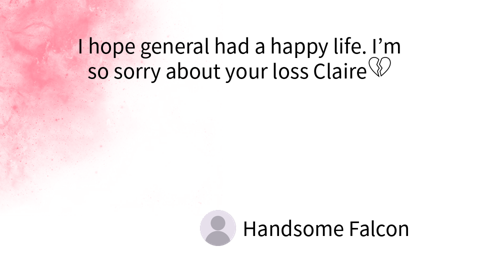 I hope general had a happy life. I’m
so sorry about your loss Claire💔
Handsome Falcon